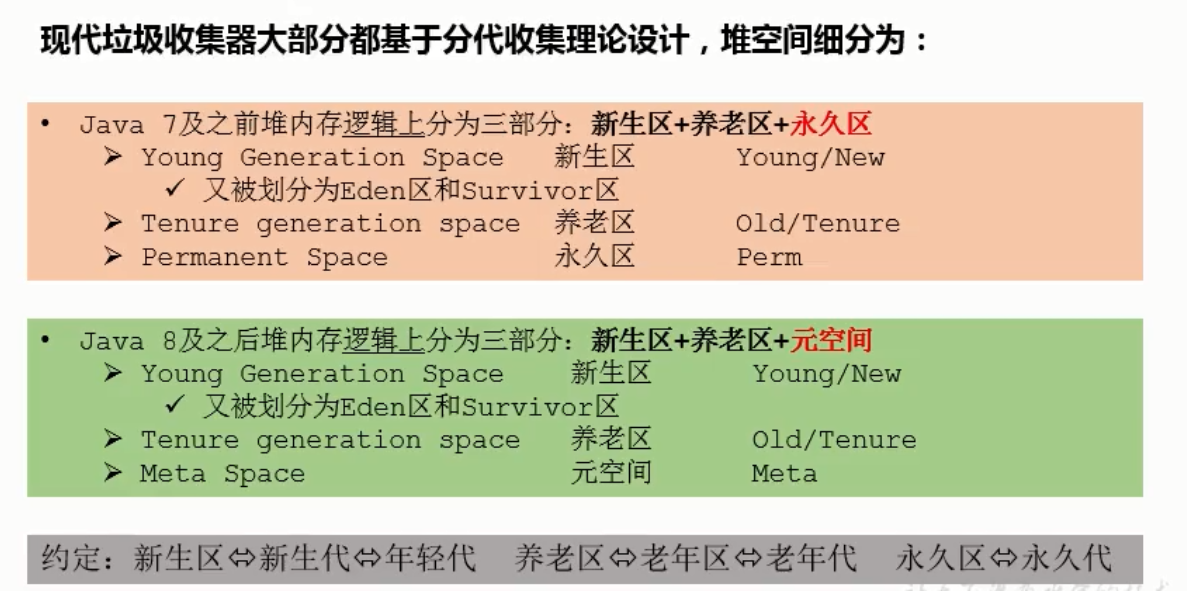 现代垃圾收集器大部分都基于分代收集理论设计，堆空间细分为：
• Java 7及之前堆内存逻辑上分为三部分：新生区+养老区+永久区
➢ Young Generation Space 新生区 Young/New
✓ 又被划分为Eden区和Survivor区
➢ Tenure generation space 养老区 Old/Tenure
➢ Permanent Space 永久区 Perm
• Java 8及之后堆内存逻辑上分为三部分：新生区+养老区+元空间
➢ Young Generation Space 新生区 Young/New
✓ 又被划分为Eden区和Survivor区
➢ Tenure generation space 养老区 Old/Tenure
➢ Meta Space 元空间 Meta
约定：新生区⇔新生代⇔年轻代 养老区⇔老年区⇔老年代 永久区⇔永久代